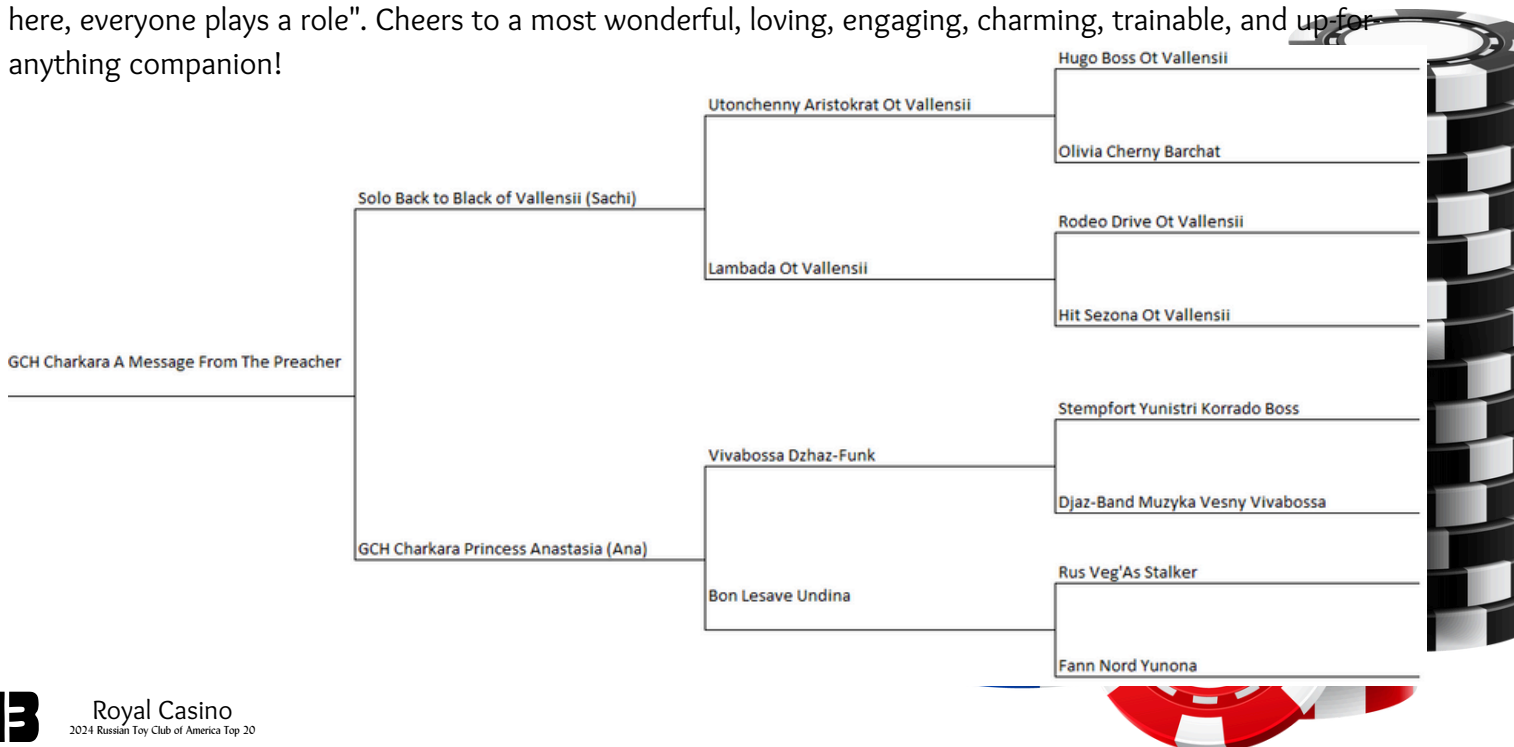 here, everyone plays a role". Cheers to a most wonderful, loving, engaging, charming, trainable, and up-for-
anything companion!
Hugo Boss Ot Vallensii
Utonchenny Aristokrat Ot Vallensii
Olivia Cherny Barchat
Solo Back to Black of Vallensii (Sachi)
Rodeo Drive Ot Vallensii
Lambada Ot Vallensii
Hit Sezona Ot Vallensii
GCH Charkara A Message From The Preacher
Stempfort Yunistri Korrado Boss
Vivabossa Dzhaz-Funk
Djaz-Band Muzyka Vesny Vivabossa
GCH Charkara Princess Anastasia (Ana)
Rus Veg'As Stalker
Bon Lesave Undina
Fann Nord Yunona
Royal Casino
2024 Russian Toy Club of America Top 20